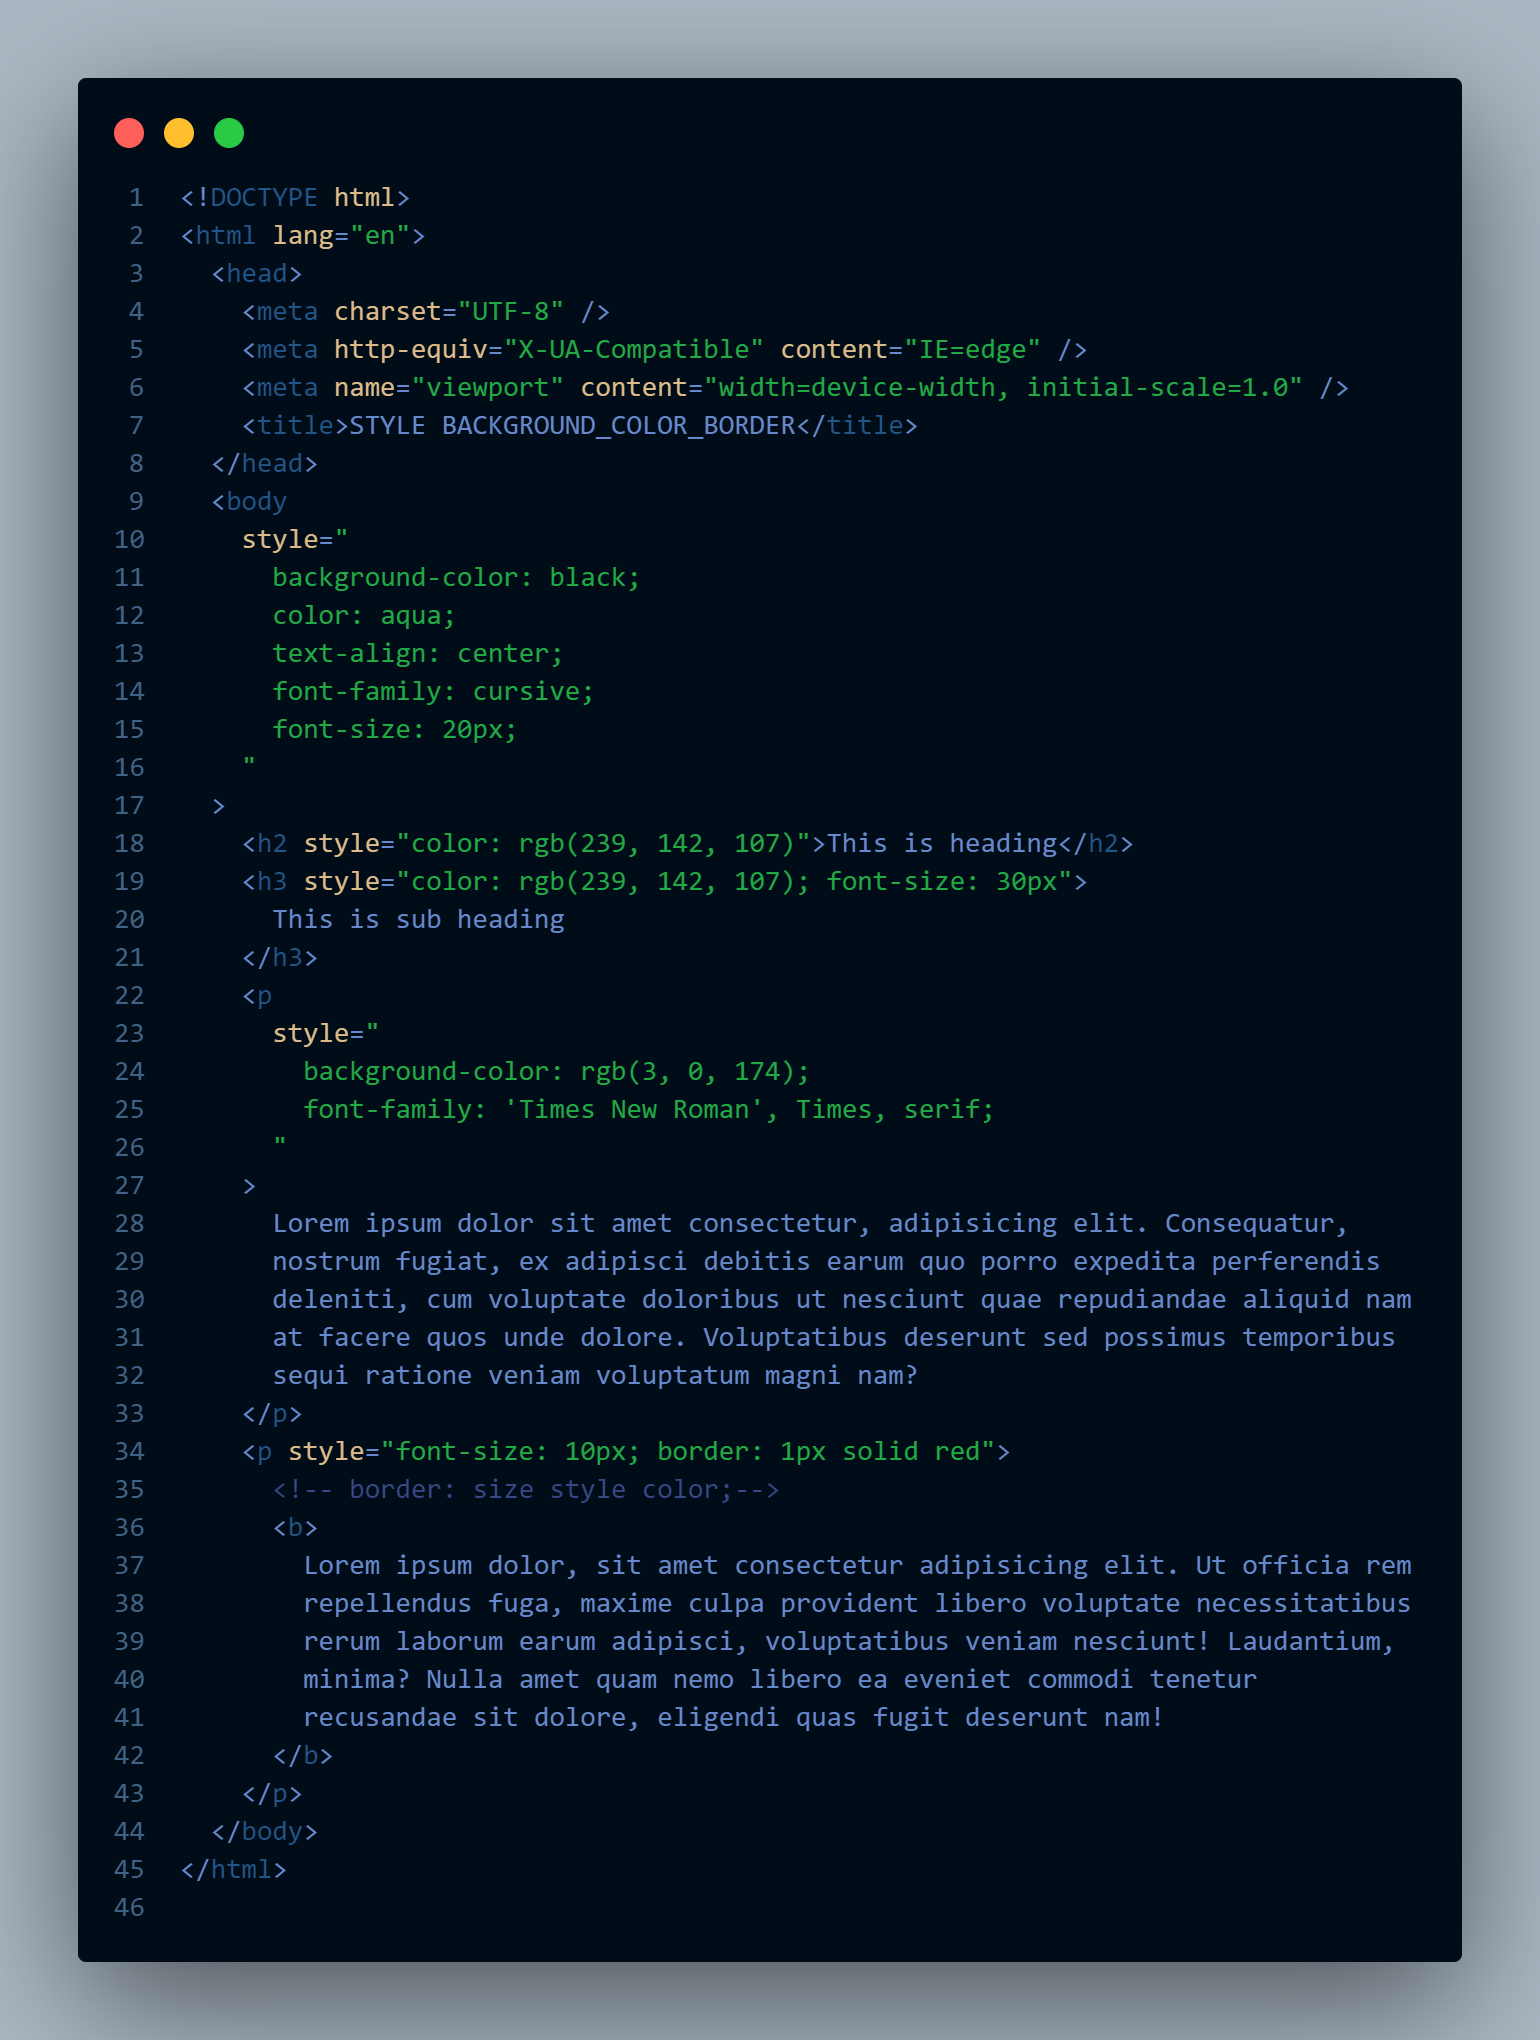 1 <!DOCTYPE html>
2 <html lang="en">
3   <head>
4     <meta charset="UTF-8" />
5     <meta http-equiv="X-UA-Compatible" content="IE=edge" />
6     <meta name="viewport" content="width=device-width, initial-scale=1.0" />
7     <title>STYLE BACKGROUND_COLOR_BORDER</title>
8   </head>
9   <body
10     style="
11       background-color: black;
12       color: aqua;
13       text-align: center;
14       font-family: cursive;
15       font-size: 20px;
16     "
17   >
18     <h2 style="color: rgb(239, 142, 107)">This is heading</h2>
19     <h3 style="color: rgb(239, 142, 107); font-size: 30px">
20       This is sub heading
21     </h3>
22     <p
23       style="
24         background-color: rgb(3, 0, 174);
25         font-family: 'Times New Roman', Times, serif;
26       "
27     >
28       Lorem ipsum dolor sit amet consectetur, adipisicing elit. Consequatur,
29       nostrum fugiat, ex adipisci debitis earum quo porro expedita perferendis
30       deleniti, cum voluptate doloribus ut nesciunt quae repudiandae aliquid nam
31       at facere quos unde dolore. Voluptatibus deserunt sed possimus temporibus
32       sequi ratione veniam voluptatum magni nam?
33     </p>
34     <p style="font-size: 10px; border: 1px solid red">
35       <!-- border: size style color;-->
36       <b>
37         Lorem ipsum dolor, sit amet consectetur adipisicing elit. Ut officia rem
38         repellendus fuga, maxime culpa provident libero voluptate necessitatibus
39         rerum laborum earum adipisci, voluptatibus veniam nesciunt! Laudantium,
40         minima? Nulla amet quam nemo libero ea eveniet commodi tenetur
41         recusandae sit dolore, eligendi quas fugit deserunt nam!
42       </b>
43     </p>
44   </body>
45 </html>
46